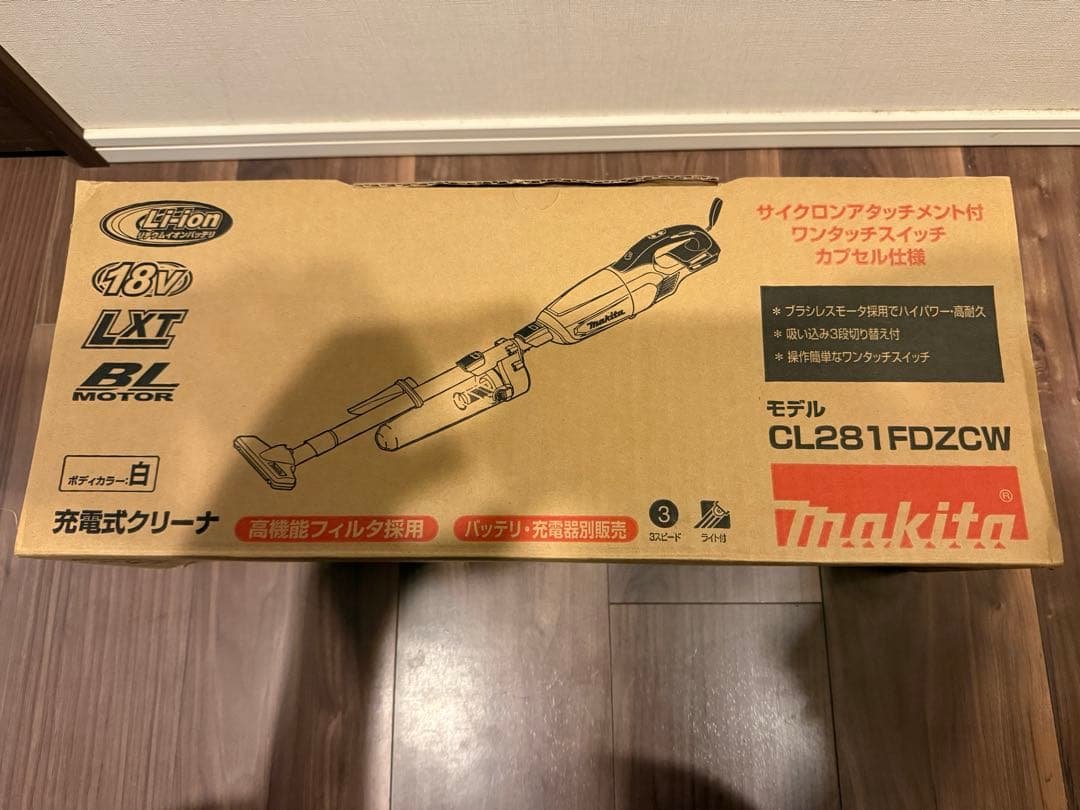 Li-ion
リチウムイオンバッテリ
18V
LXT
BL
MOTOR
ボディカラー:白
充電式クリーナ
高機能フィルタ採用
バッテリ・充電器別販売
makita
3
3スピード
ライト付
サイクロンアタッチメント付
ワンタッチスイッチ
カプセル仕様
* ブラシレスモータ採用でハイパワー・高耐久
* 吸い込み3段切り替え付
* 操作簡単なワンタッチスイッチ
モデル
CL281FDZCW
makita®